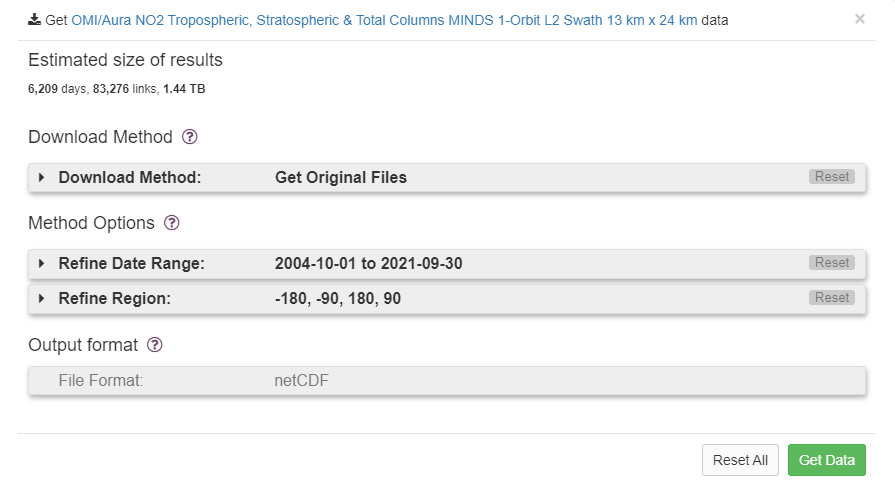 Get OMI/Aura NO2 Tropospheric, Stratospheric & Total Columns MINDS 1-Orbit L2 Swath 13 km x 24 km data ×
Estimated size of results
6,209 days, 83,276 links, 1.44 TB
Download Method ?
Download Method: Get Original Files Reset
Method Options ?
Refine Date Range: 2004-10-01 to 2021-09-30 Reset
Refine Region: -180, -90, 180, 90 Reset
Output format ?
File Format: netCDF
Reset All Get Data